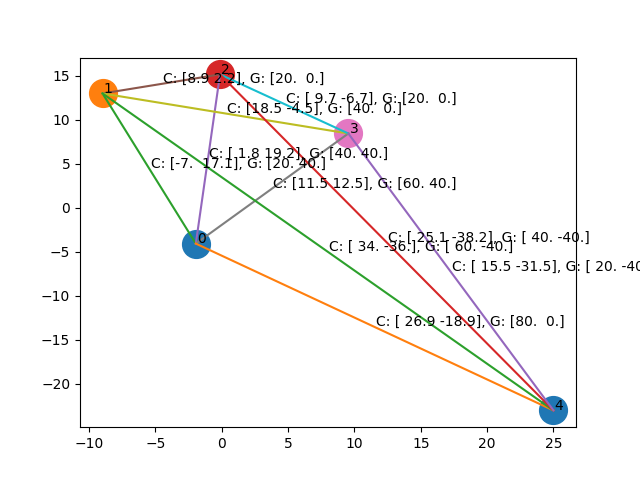 2
C: [8.9 2.2], G: [20.  0.]
1
C: [ 9.7 -6.7], G: [20.  0.]
C: [18.5 -4.5], G: [40.  0.]
3
C: [ 1.8 19.2], G: [40. 40.]
C: [-7.  17.1], G: [20. 40.]
C: [11.5 12.5], G: [60. 40.]
0
C: [ 25.1 -38.2], G: [ 40. -40.]
C: [ 34. -36.], G: [ 60. -40.]
C: [ 15.5 -31.5], G: [ 20. -40
C: [ 26.9 -18.9], G: [80.  0.]
4
15
10
5
0
−5
−10
−15
−20
−10 −5 0 5 10 15 20 25